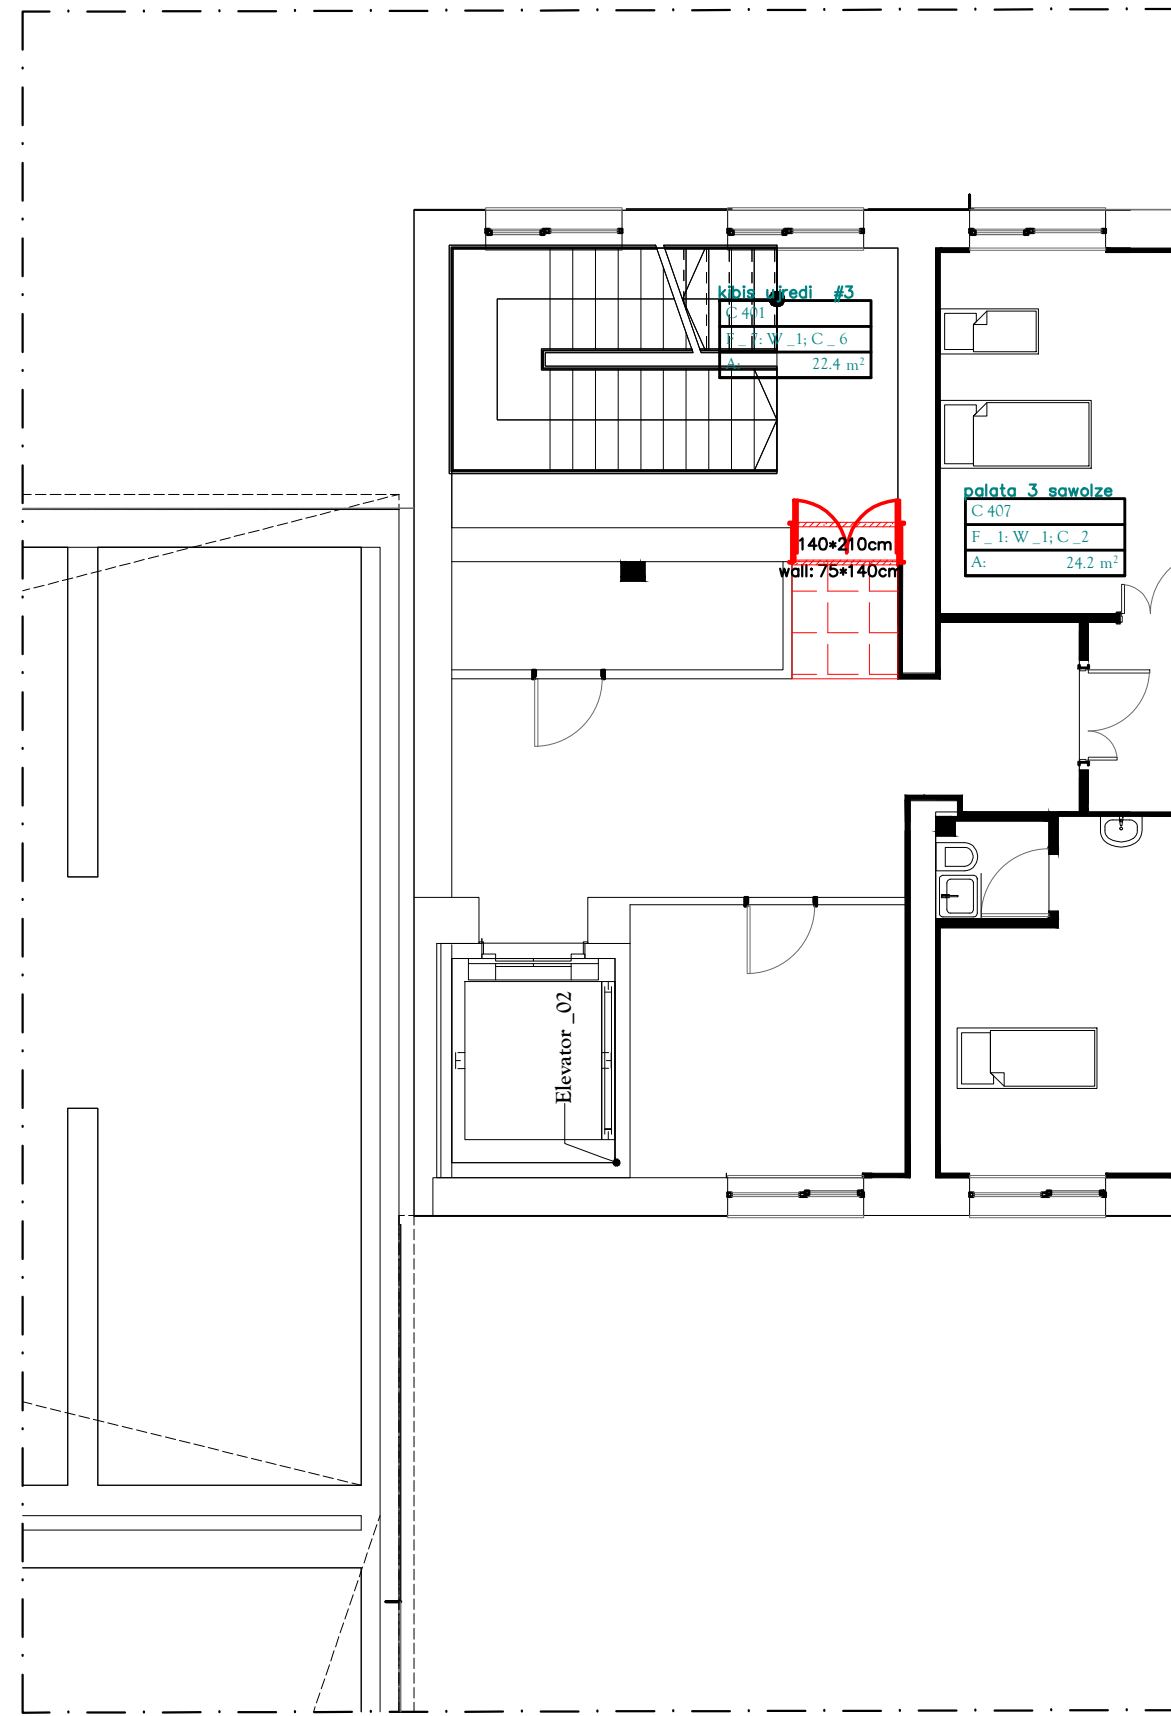 kibis ujredi #3
C 401
F _ 7: W _1; C _ 6
A: 22.4 m²
palata 3 sawolze
C 407
F _ 1: W _1; C _2
A: 24.2 m²
140*210cm
wall: 75*140cm
Elevator _02